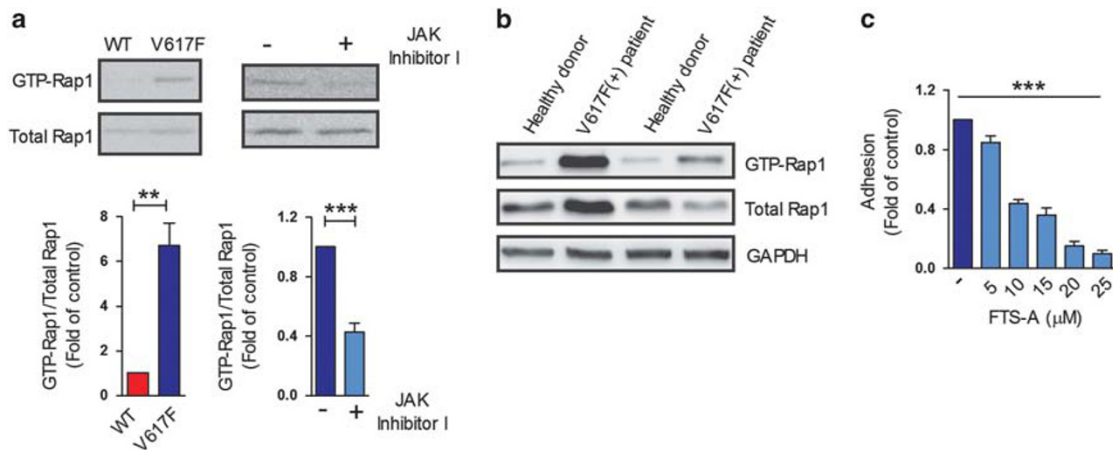 a
WT V617F
- +
JAK
Inhibitor I
GTP-Rap1
Total Rap1
GTP-Rap1/Total Rap1
(Fold of control)
8
6
4
2
0
**
WT
V617F
GTP-Rap1/Total Rap1
(Fold of control)
1.2
0.8
0.4
0.0
***
- +
JAK
Inhibitor I
b
Healthy donor
V617F(+) patient
Healthy donor
V617F(+) patient
GTP-Rap1
Total Rap1
GAPDH
c
Adhesion
(Fold of control)
1.2
0.8
0.4
0.0
***
- 5 10 15 20 25
FTS-A (μM)